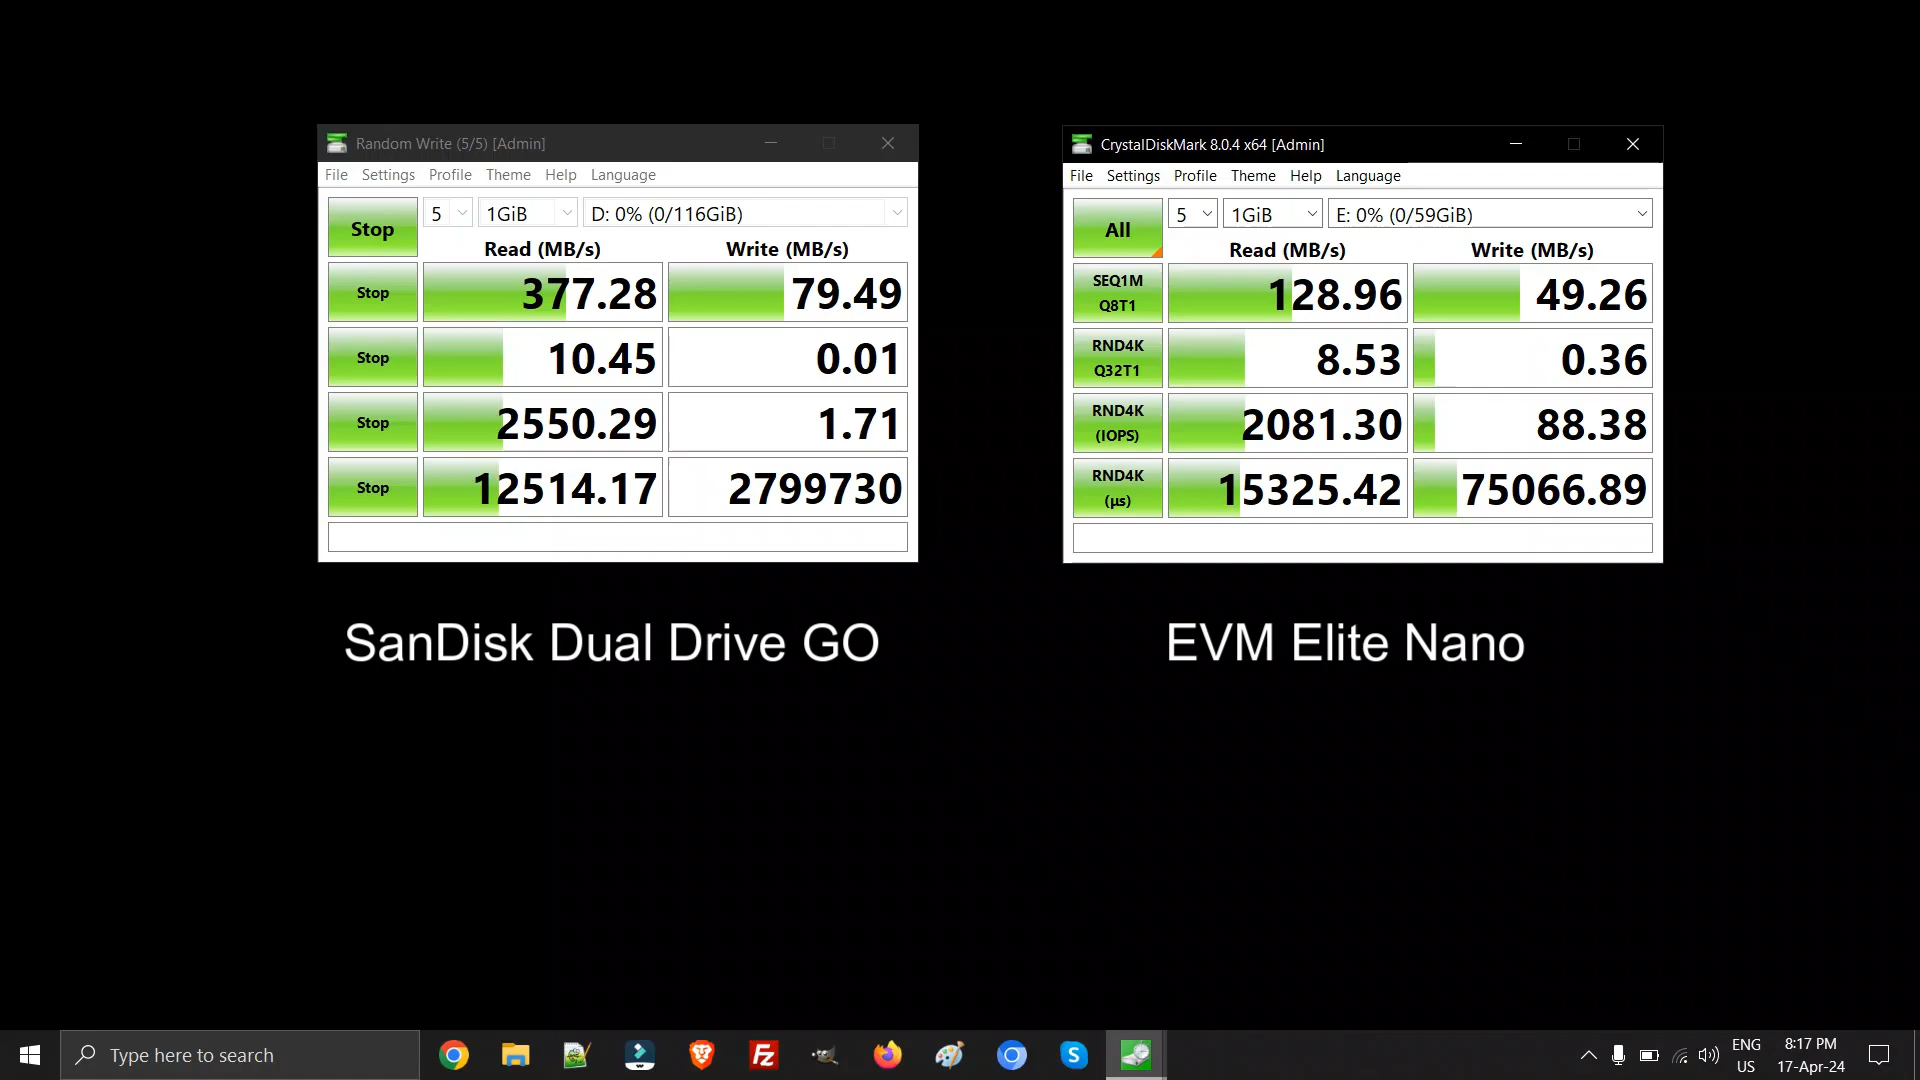 Random Write (5/5) [Admin]
File Settings Profile Theme Help Language
Stop
5
1GiB
D: 0% (0/116GiB)
Read (MB/s)
Write (MB/s)
Stop
377.28
79.49
Stop
10.45
0.01
Stop
2550.29
1.71
Stop
12514.17
2799730
SanDisk Dual Drive GO
CrystalDiskMark 8.0.4 x64 [Admin]
File Settings Profile Theme Help Language
All
5
1GiB
E: 0% (0/59GiB)
Read (MB/s)
Write (MB/s)
SEQ1M
Q8T1
128.96
49.26
RND4K
Q32T1
8.53
0.36
RND4K
(IOPS)
2081.30
88.38
RND4K
(µs)
15325.42
75066.89
EVM Elite Nano
Type here to search
ENG
US
8:17 PM
17-Apr-24